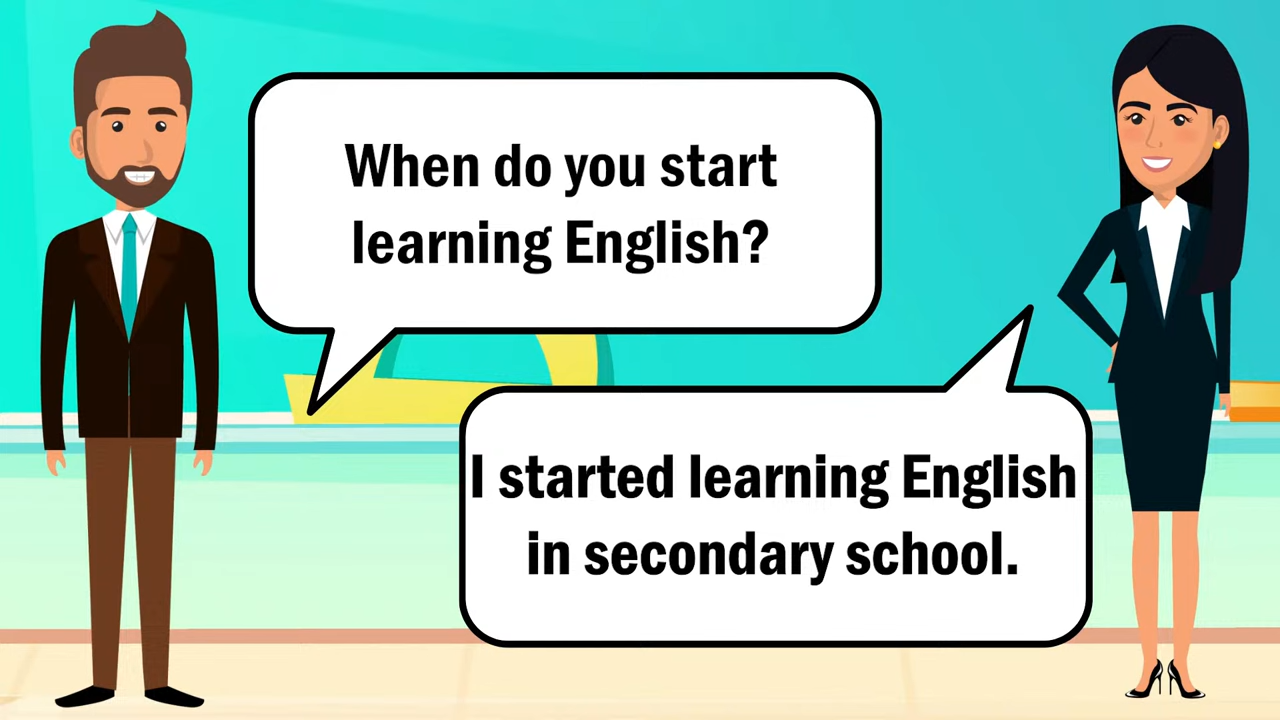 When do you start
learning English?
I started learning English
in secondary school.